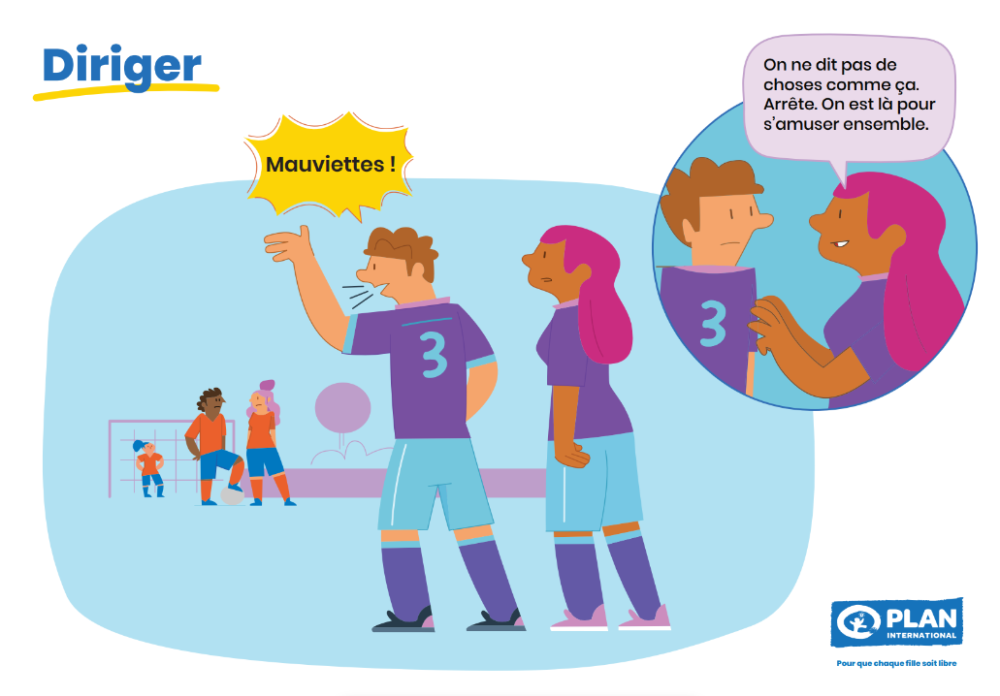 Diriger
Mauviettes !
On ne dit pas de
choses comme ça.
Arrête. On est là pour
s'amuser ensemble.
3
3
PLAN
INTERNATIONAL
Pour que chaque fille soit libre